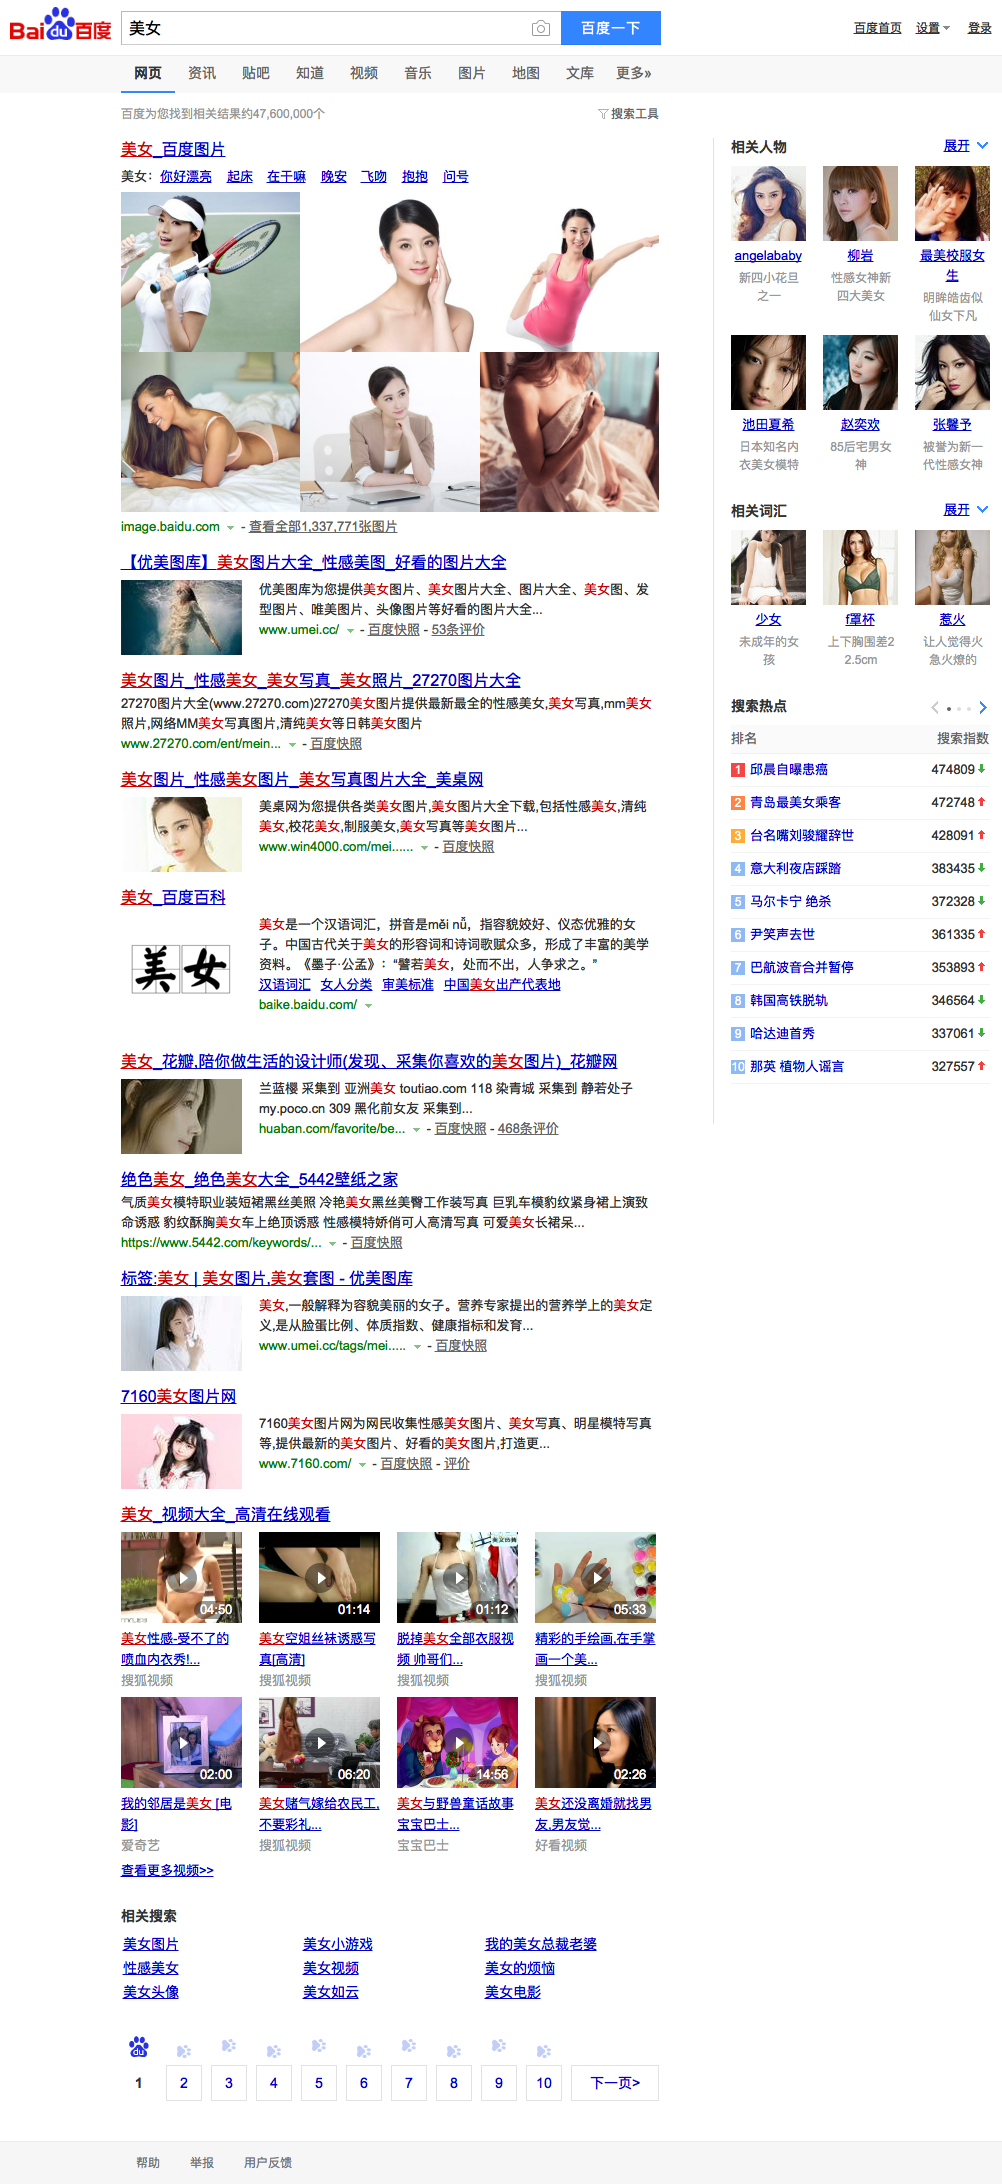 Bai du 百度
美女
百度一下
百度首页 设置 登录
网页 资讯 贴吧 知道 视频 音乐 图片 地图 文库 更多»
百度为您找到相关结果约47,600,000个
搜索工具
美女_百度图片
美女: 你好漂亮 起床 在干嘛 晚安 飞吻 抱抱 问号
image.baidu.com - 查看全部1,337,771张图片
【优美图库】美女图片大全_性感美图_好看的图片大全
优美图库为您提供美女图片、美女图片大全、图片大全、美女图、发
型图片、唯美图片、头像图片等好看的图片大全...
www.umei.cc/ - 百度快照 - 53条评价
美女图片_性感美女_美女写真_美女照片_27270图片大全
27270图片大全(www.27270.com)27270美女图片提供最新最全的性感美女,美女写真,mm美女
照片,网络MM美女写真图片,清纯美女等日韩美女图片
www.27270.com/ent/mein... - 百度快照
美女图片_性感美女图片_美女写真图片大全_美桌网
美桌网为您提供各类美女图片,美女图片大全下载,包括性感美女,清纯
美女,校花美女,制服美女,美女写真等美女图片...
www.win4000.com/mei...... - 百度快照
美女_百度百科
美女
美女是一个汉语词汇，拼音是měi nǚ，指容貌姣好、仪态优雅的女
子。中国古代关于美女的形容词和诗词歌赋众多，形成了丰富的美学
资料。《墨子·公孟》：“譬若美女，处而不出，人争求之。”
汉语词汇 女人分类 审美标准 中国美女出产代表地
baike.baidu.com/
美女_花瓣,陪你做生活的设计师(发现、采集你喜欢的美女图片)_花瓣网
兰蓝樱 采集到 亚洲美女 toutiao.com 118 染青城 采集到 静若处子
my.poco.cn 309 黑化前女友 采集到...
huaban.com/favorite/be... - 百度快照 - 468条评价
绝色美女_绝色美女大全_5442壁纸之家
气质美女模特职业装短裙黑丝美照 冷艳美女黑丝美臀工作装写真 巨乳车模豹纹紧身裙上演致
命诱惑 豹纹酥胸美女车上绝顶诱惑 性感模特娇俏可人高清写真 可爱美女长裙呆...
https://www.5442.com/keywords/... - 百度快照
标签:美女 | 美女图片,美女套图 - 优美图库
美女,一般解释为容貌美丽的女子。营养专家提出的营养学上的美女定
义,是从脸蛋比例、体质指数、健康指标和发育...
www.umei.cc/tags/mei..... - 百度快照
7160美女图片网
7160美女图片网为网民收集性感美女图片、美女写真、明星模特写真
等,提供最新的美女图片、好看的美女图片,打造更...
www.7160.com/ - 百度快照 - 评价
美女_视频大全_高清在线观看
04:50 01:14 01:12 05:33
美女性感-受不了的
喷血内衣秀!...
搜狐视频
美女空姐丝袜诱惑写
真[高清]
搜狐视频
脱掉美女全部衣服视
频 帅哥们...
搜狐视频
精彩的手绘画,在手掌
画一个美...
搜狐视频
02:00 06:20 14:56 02:26
我的邻居是美女 [电
影]
爱奇艺
美女赌气嫁给农民工,
不要彩礼...
搜狐视频
美女与野兽童话故事
宝宝巴士...
宝宝巴士
美女还没离婚就找男
友,男友觉...
好看视频
查看更多视频>>
相关搜索
美女图片 美女小游戏 我的美女总裁老婆
性感美女 美女视频 美女的烦恼
美女头像 美女如云 美女电影
1 2 3 4 5 6 7 8 9 10 下一页>
帮助 举报 用户反馈
相关人物 展开
angelababy
新四小花旦
之一
柳岩
性感女神新
四大美女
最美校服女
生
明眸皓齿似
仙女下凡
池田夏希
日本知名内
衣美女模特
赵奕欢
85后宅男女
神
张馨予
被誉为新一
代性感女神
相关词汇 展开
少女
未成年的女
孩
f罩杯
上下胸围差2
2.5cm
惹火
让人觉得火
急火燎的
搜索热点
排名 搜索指数
1 邱晨自曝患癌 474809
2 青岛最美女乘客 472748
3 台名嘴刘骏耀辞世 428091
4 意大利夜店踩踏 383435
5 马尔卡宁 绝杀 372328
6 尹笑声去世 361335
7 巴航波音合并暂停 353893
8 韩国高铁脱轨 346564
9 哈达迪首秀 337061
10 那英 植物人谣言 327557